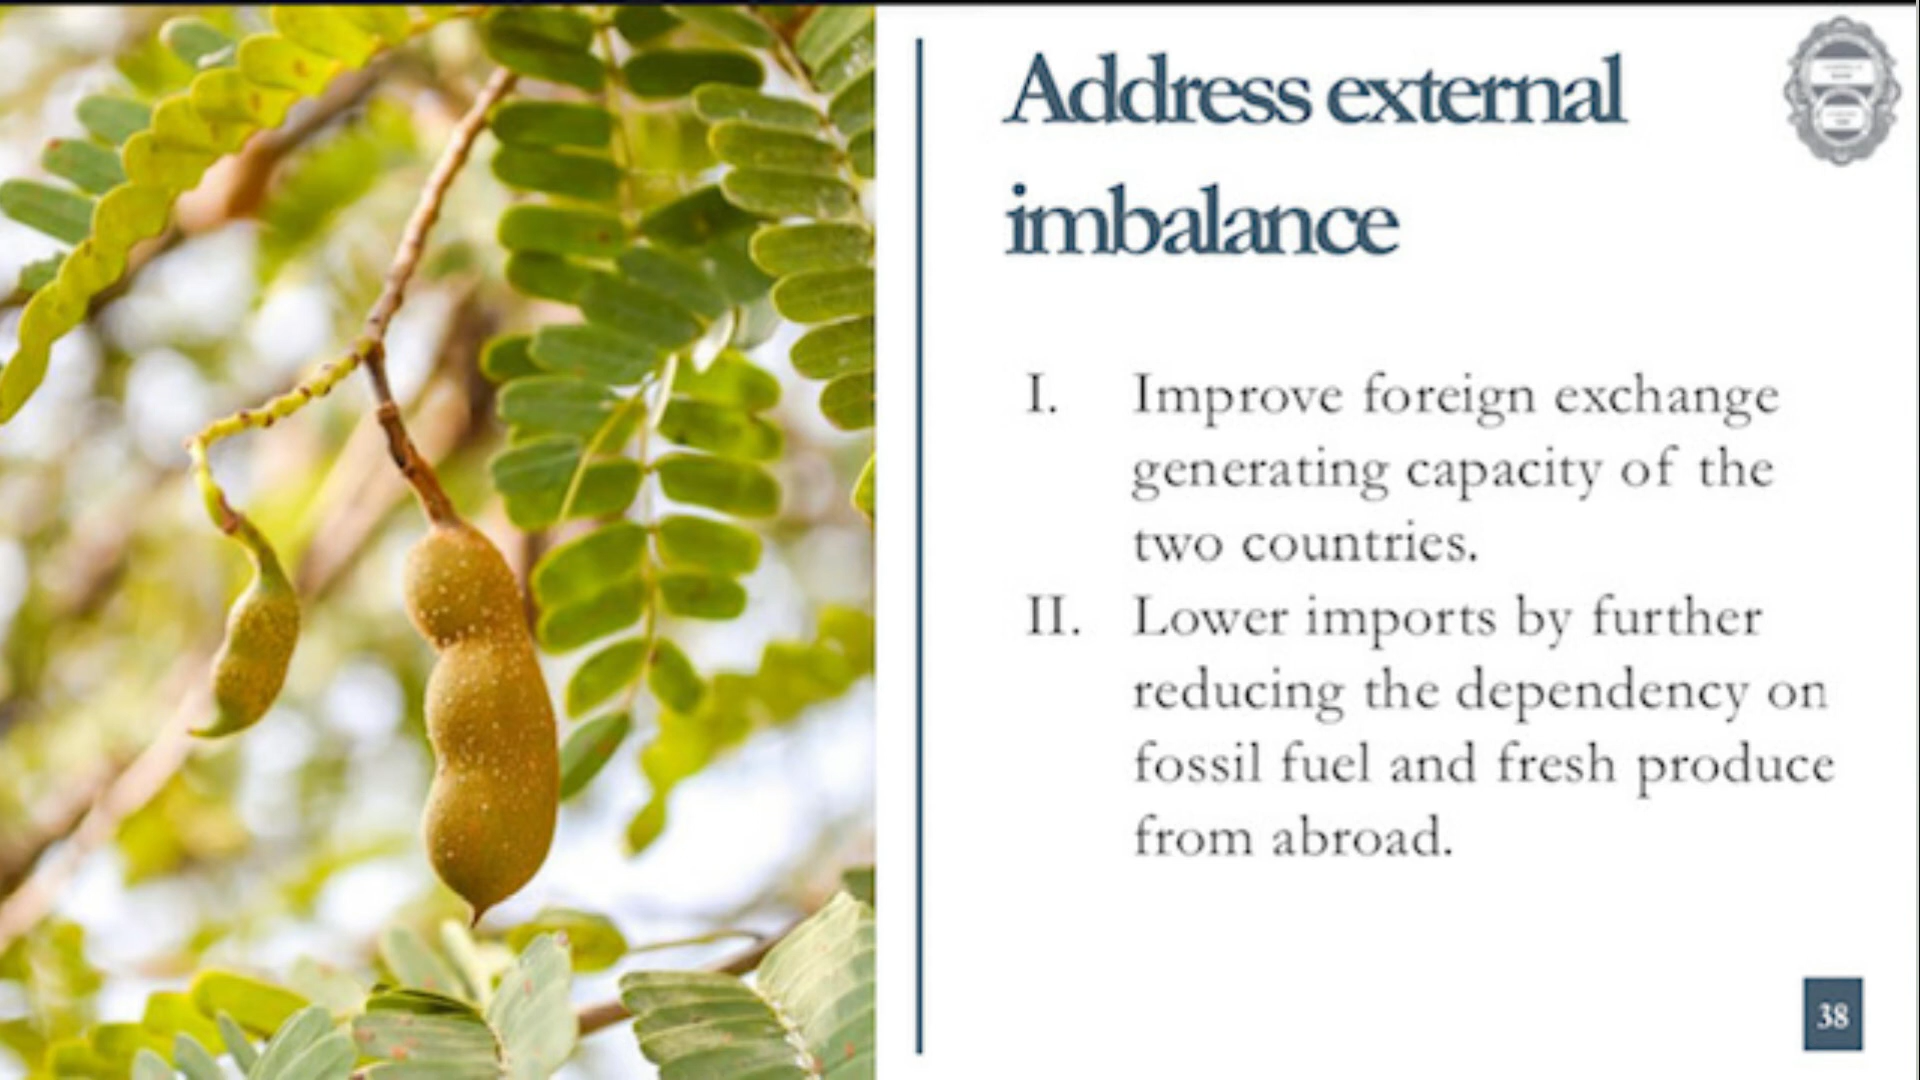 Address external
imbalance
I. Improve foreign exchange
generating capacity of the
two countries.
II. Lower imports by further
reducing the dependency on
fossil fuel and fresh produce
from abroad.
38